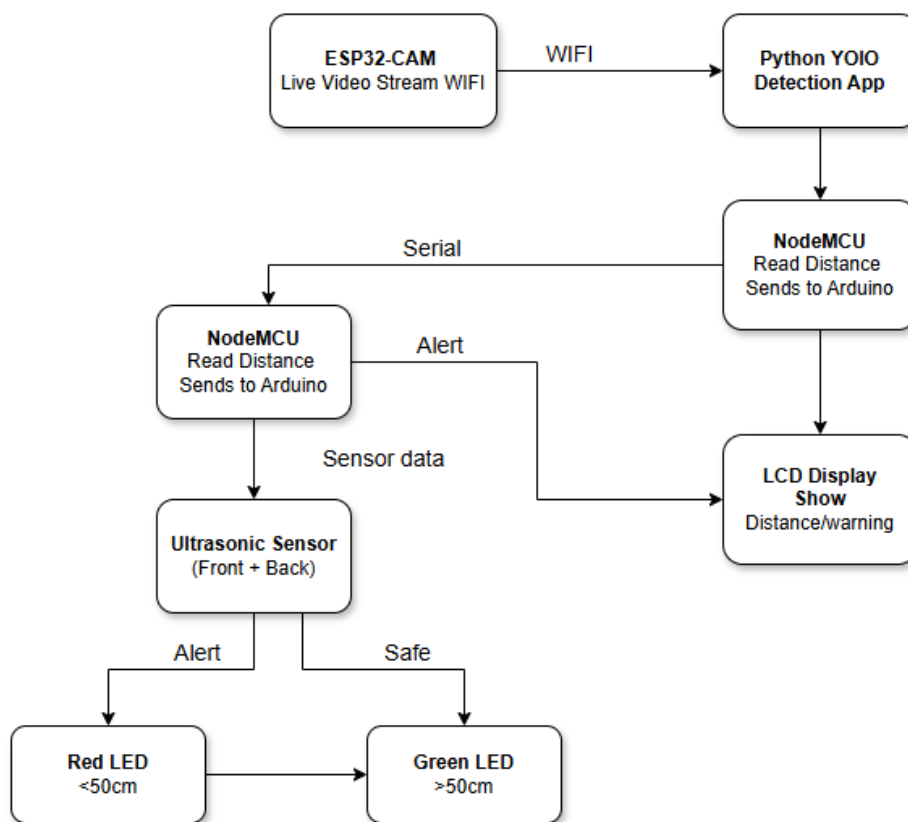 ESP32-CAM
Live Video Stream WIFI
WIFI
Python YOIO
Detection App
NodeMCU
Read Distance
Sends to Arduino
Serial
NodeMCU
Read Distance
Sends to Arduino
Alert
LCD Display
Show
Distance/warning
Sensor data
Ultrasonic Sensor
(Front + Back)
Alert
Safe
Red LED
<50cm
Green LED
>50cm